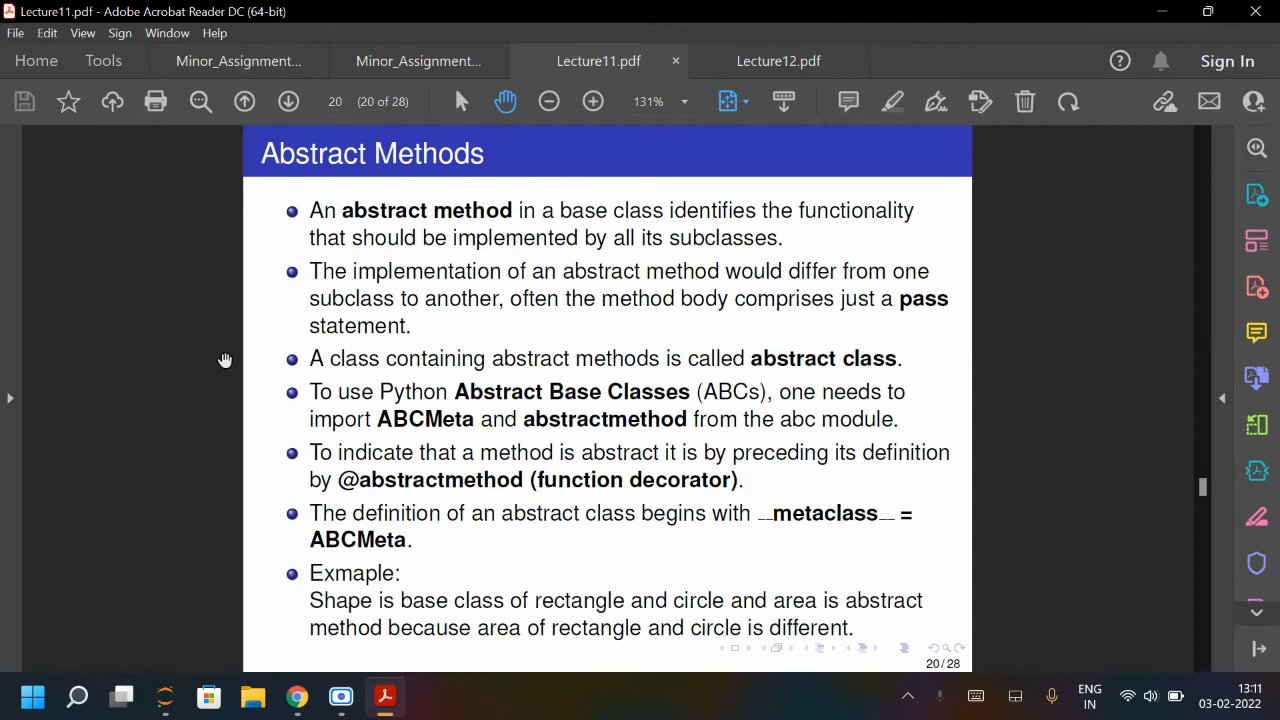 Lecture11.pdf - Adobe Acrobat Reader DC (64-bit)
File Edit View Sign Window Help
Home Tools Minor_Assignment... Minor_Assignment... Lecture11.pdf × Lecture12.pdf Sign In
20 (20 of 28) 131%
Abstract Methods
An abstract method in a base class identifies the functionality
that should be implemented by all its subclasses.
The implementation of an abstract method would differ from one
subclass to another, often the method body comprises just a pass
statement.
A class containing abstract methods is called abstract class.
To use Python Abstract Base Classes (ABCs), one needs to
import ABCMeta and abstractmethod from the abc module.
To indicate that a method is abstract it is by preceding its definition
by @abstractmethod (function decorator).
The definition of an abstract class begins with __metaclass__ =
ABCMeta.
Exmaple:
Shape is base class of rectangle and circle and area is abstract
method because area of rectangle and circle is different.
20/28
ENG
IN
13:11
03-02-2022